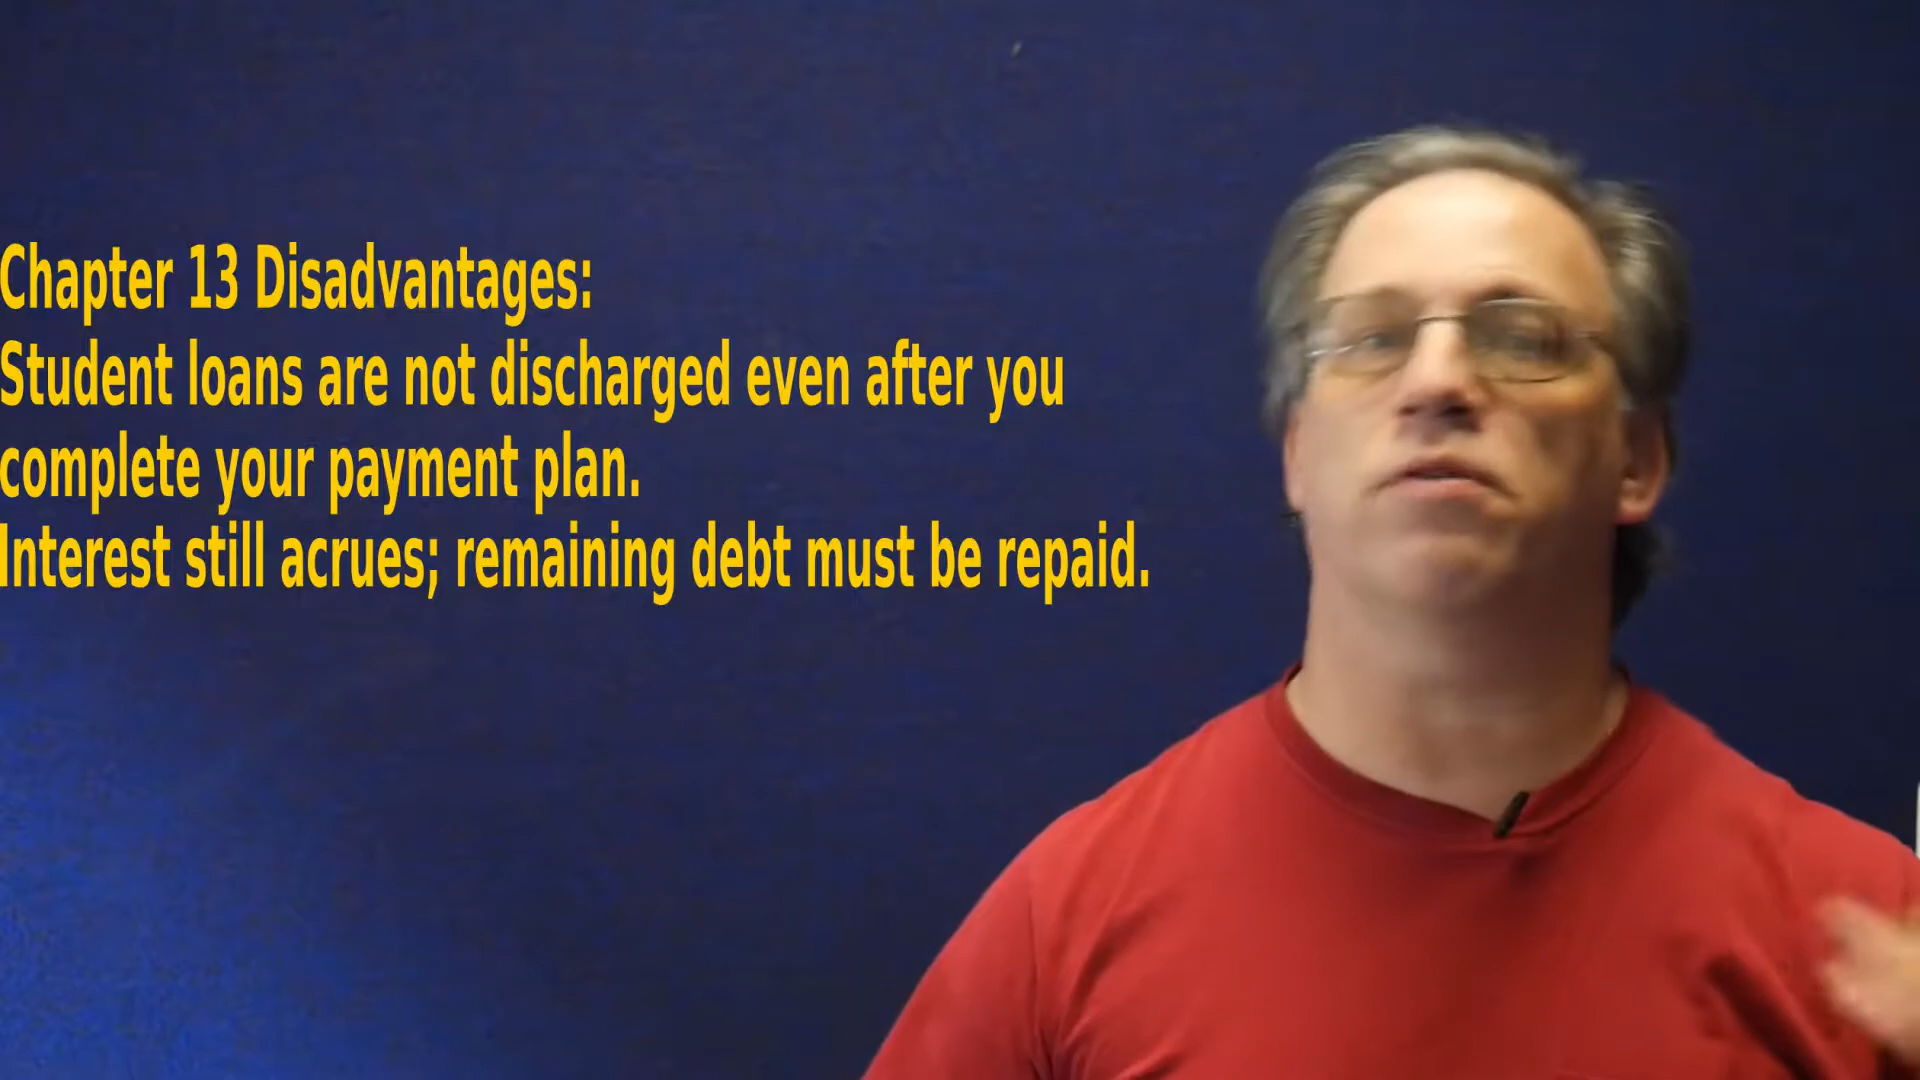 Chapter 13 Disadvantages:
Student loans are not discharged even after you
complete your payment plan.
Interest still acrues; remaining debt must be repaid.